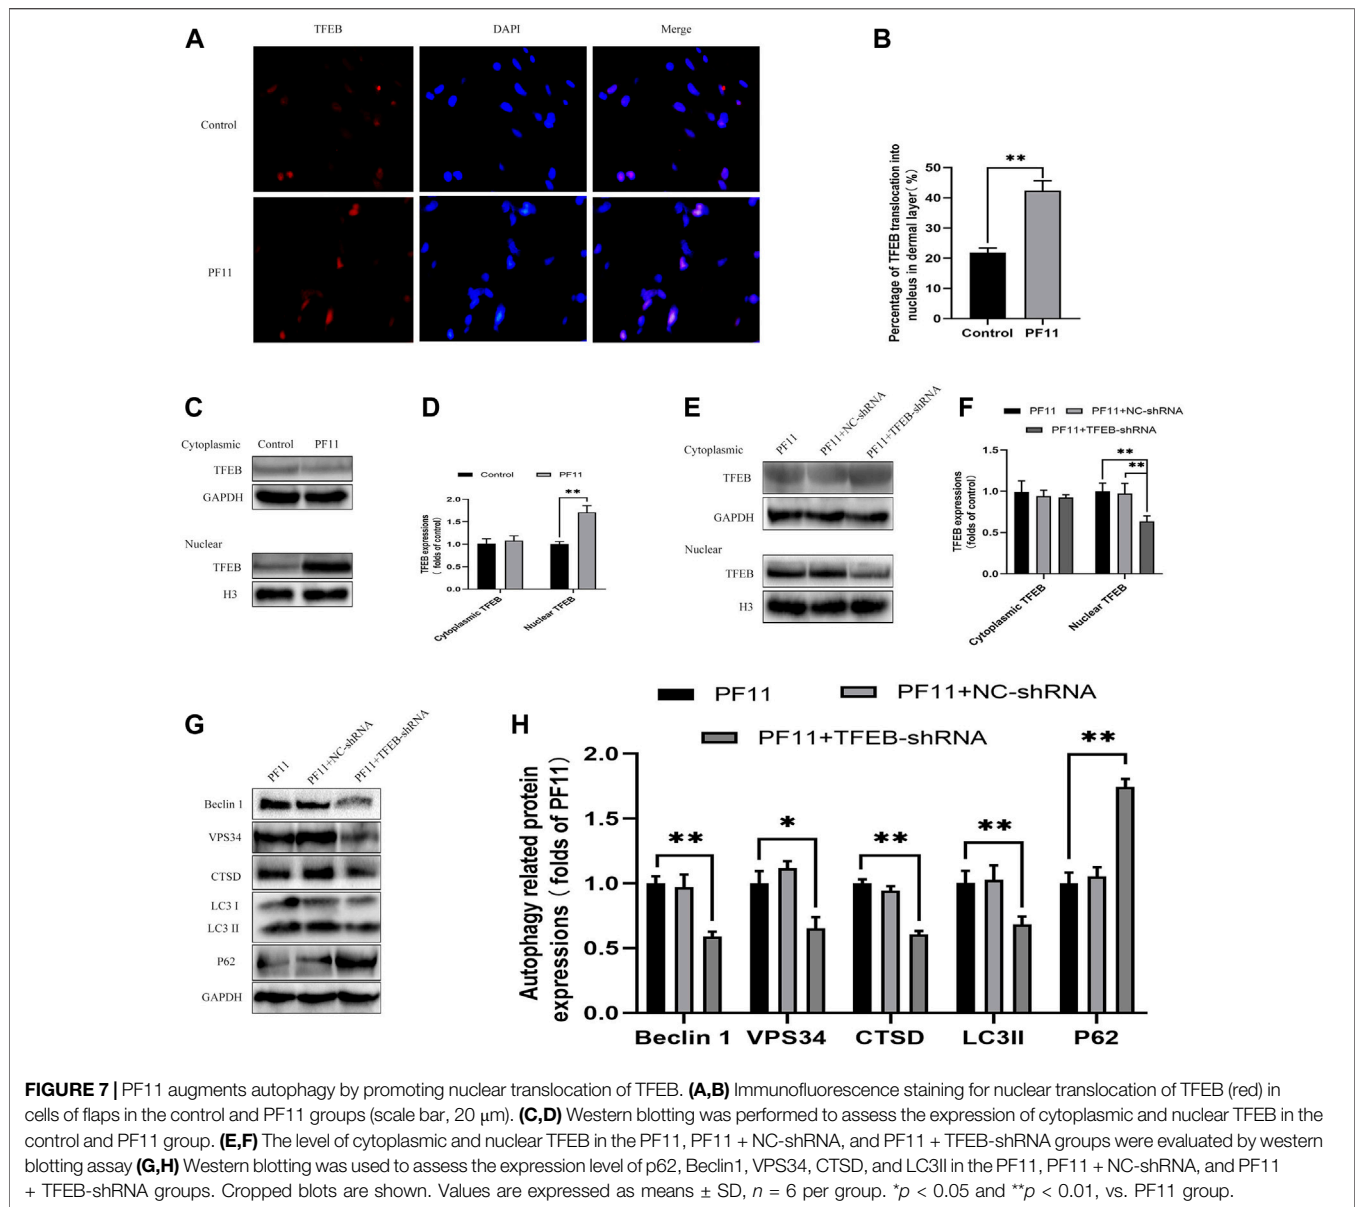 A
TFEB
DAPI
Merge
Control
PF11
B
Percentage of TFEB translocation into
nucleus in dermal layer( %)
50
40
30
20
10
0
**
Control
PF11
C
Cytoplasmic
Control
PF11
TFEB
GAPDH
Nuclear
TFEB
H3
D
Control
PF11
TFEB expressions
( folds of control)
2.0
1.5
1.0
0.5
0.0
**
Cytoplasmic TFEB
Nuclear TFEB
E
PF11
PF11+NC-shRNA
PF11+TFEB-shRNA
Cytoplasmic
TFEB
GAPDH
Nuclear
TFEB
H3
F
PF11
PF11+NC-shRNA
PF11+TFEB-shRNA
TFEB expressions
(folds of control)
1.5
1.0
0.5
0.0
**
**
Cytoplasmic TFEB
Nuclear TFEB
G
PF11
PF11+NC-shRNA
PF11+TFEB-shRNA
Beclin 1
VPS34
CTSD
LC3 I
LC3 II
P62
GAPDH
H
PF11
PF11+NC-shRNA
PF11+TFEB-shRNA
Autophagy related protein
expressions ( folds of PF11)
2.0
1.5
1.0
0.5
0.0
**
*
**
**
**
Beclin 1
VPS34
CTSD
LC3II
P62
FIGURE 7 | PF11 augments autophagy by promoting nuclear translocation of TFEB. (A,B) Immunofluorescence staining for nuclear translocation of TFEB (red) in
cells of flaps in the control and PF11 groups (scale bar, 20 μm). (C,D) Western blotting was performed to assess the expression of cytoplasmic and nuclear TFEB in the
control and PF11 group. (E,F) The level of cytoplasmic and nuclear TFEB in the PF11, PF11 + NC-shRNA, and PF11 + TFEB-shRNA groups were evaluated by western
blotting assay (G,H) Western blotting was used to assess the expression level of p62, Beclin1, VPS34, CTSD, and LC3II in the PF11, PF11 + NC-shRNA, and PF11
+ TFEB-shRNA groups. Cropped blots are shown. Values are expressed as means ± SD, n = 6 per group. *p < 0.05 and **p < 0.01, vs. PF11 group.